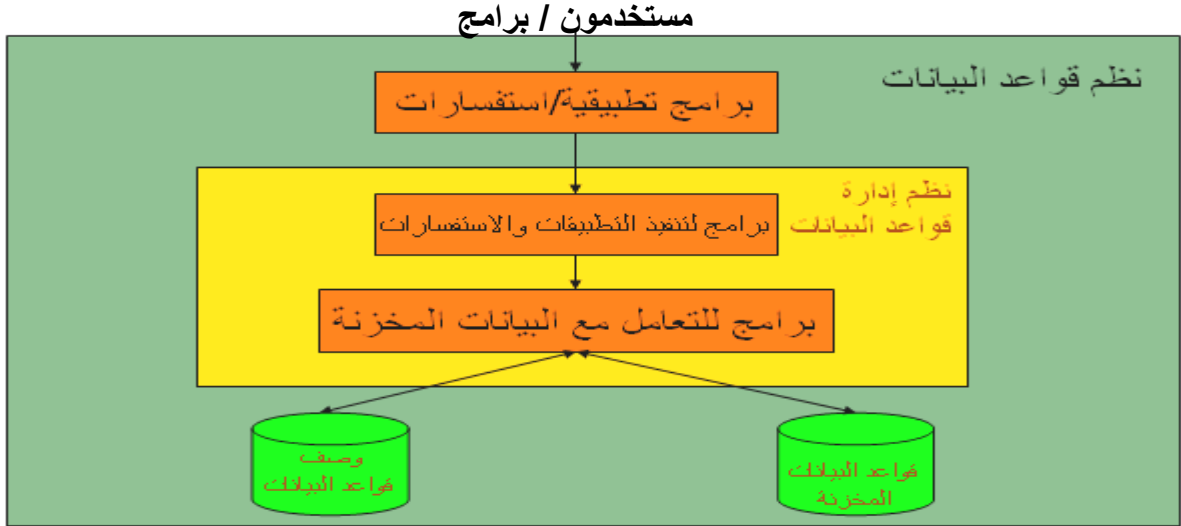 مستخدمون / برامج
نظم قواعد البيانات
برامج تطبيقية/استفسارات
نظم إدارة
قواعد البيانات
برامج لتنفيذ التطبيقات والاستفسارات
برامج للتعامل مع البيانات المخزنة
وصف
قواعد البيانات
قواعد البيانات
المخزنة